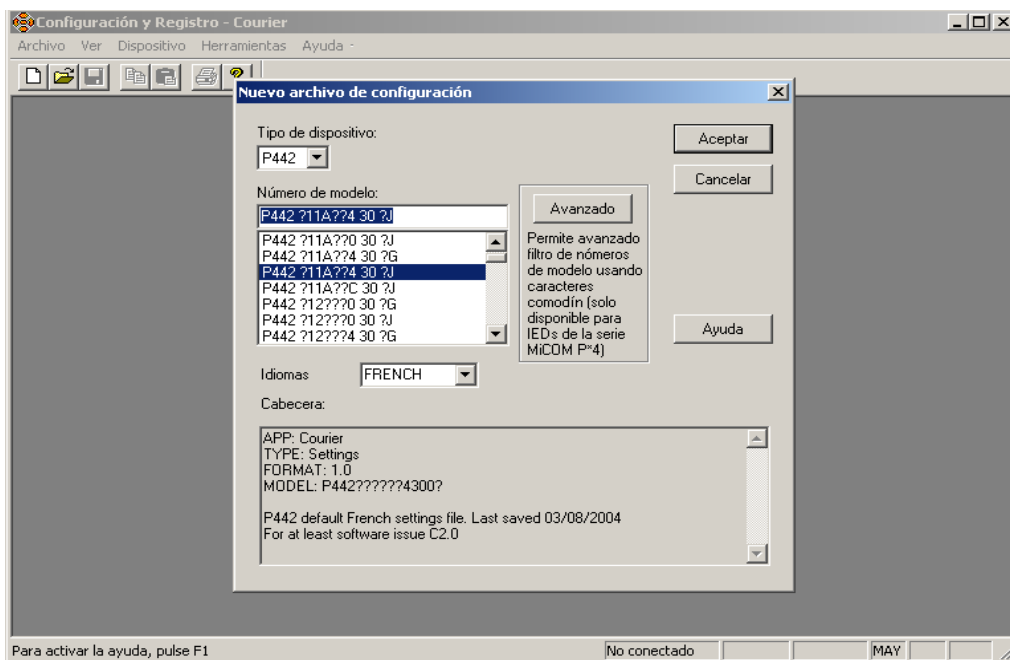 Configuración y Registro - Courier
Archivo Ver Dispositivo Herramientas Ayuda
Nuevo archivo de configuración
Tipo de dispositivo:
P442
Número de modelo:
P442 ?11A??4 30 ?J
P442 ?11A??0 30 ?J
P442 ?11A??4 30 ?G
P442 ?11A??4 30 ?J
P442 ?11A??C 30 ?J
P442 ?12???0 30 ?G
P442 ?12???0 30 ?J
P442 ?12???4 30 ?G
Avanzado
Permite avanzado
filtro de nómeros
de modelo usando
caracteres
comodín (solo
disponible para
IEDs de la serie
MiCOM P*4)
Aceptar
Cancelar
Ayuda
Idiomas
FRENCH
Cabecera:
APP: Courier
TYPE: Settings
FORMAT: 1.0
MODEL: P442??????4300?
P442 default French settings file. Last saved 03/08/2004
For at least software issue C2.0
Para activar la ayuda, pulse F1
No conectado
MAY